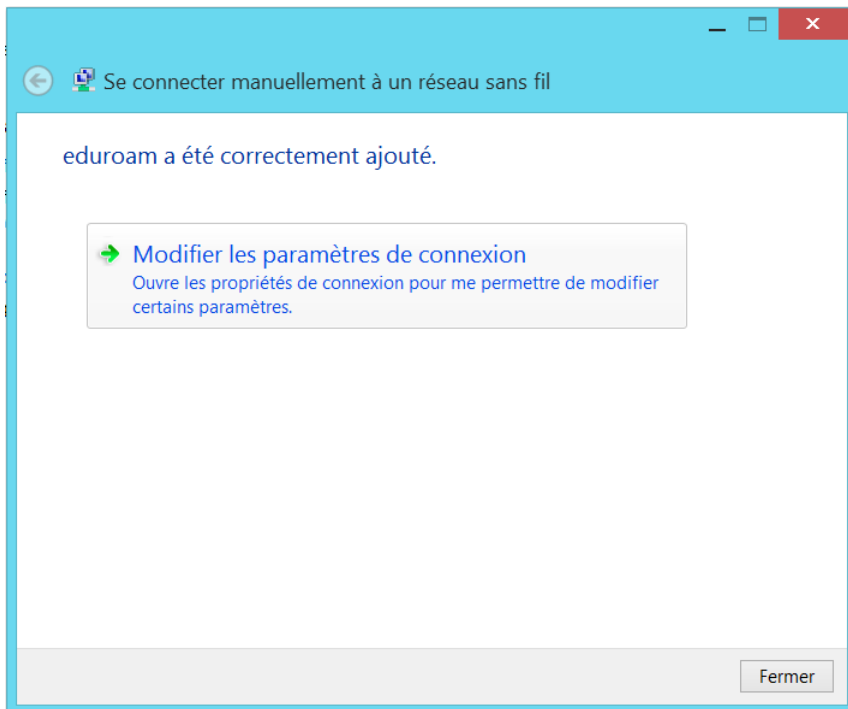 Se connecter manuellement à un réseau sans fil
eduroam a été correctement ajouté.
Modifier les paramètres de connexion
Ouvre les propriétés de connexion pour me permettre de modifier
certains paramètres.
Fermer